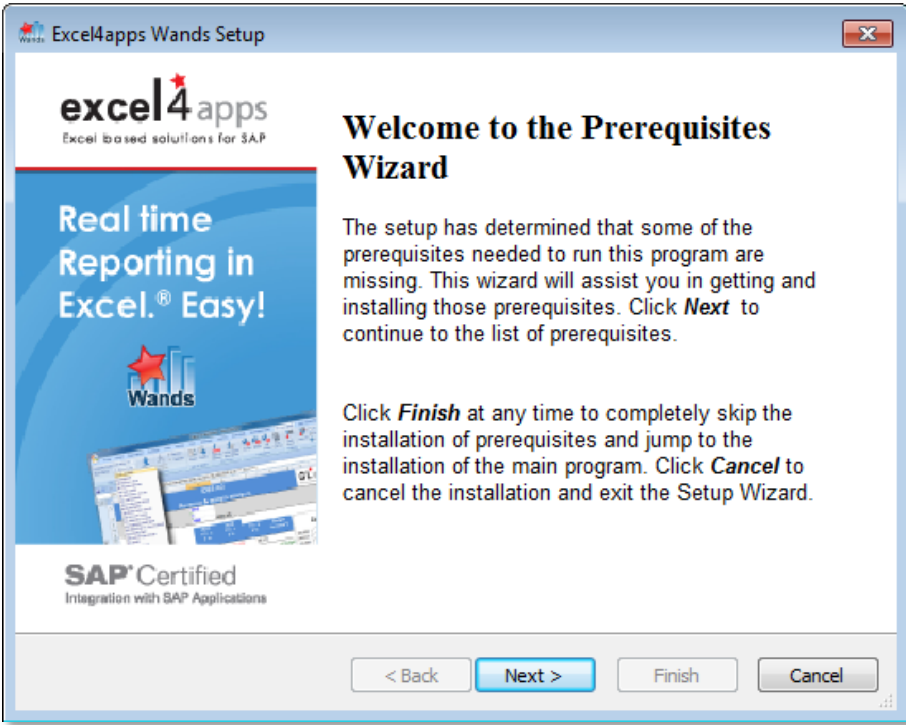 Excel4apps Wands Setup
excel4apps
Excel based solutions for SAP
Real time
Reporting in
Excel.® Easy!
Wands
SAP® Certified
Integration with SAP Applications
Welcome to the Prerequisites
Wizard
The setup has determined that some of the
prerequisites needed to run this program are
missing. This wizard will assist you in getting and
installing those prerequisites. Click Next to
continue to the list of prerequisites.
Click Finish at any time to completely skip the
installation of prerequisites and jump to the
installation of the main program. Click Cancel to
cancel the installation and exit the Setup Wizard.
< Back
Next >
Finish
Cancel